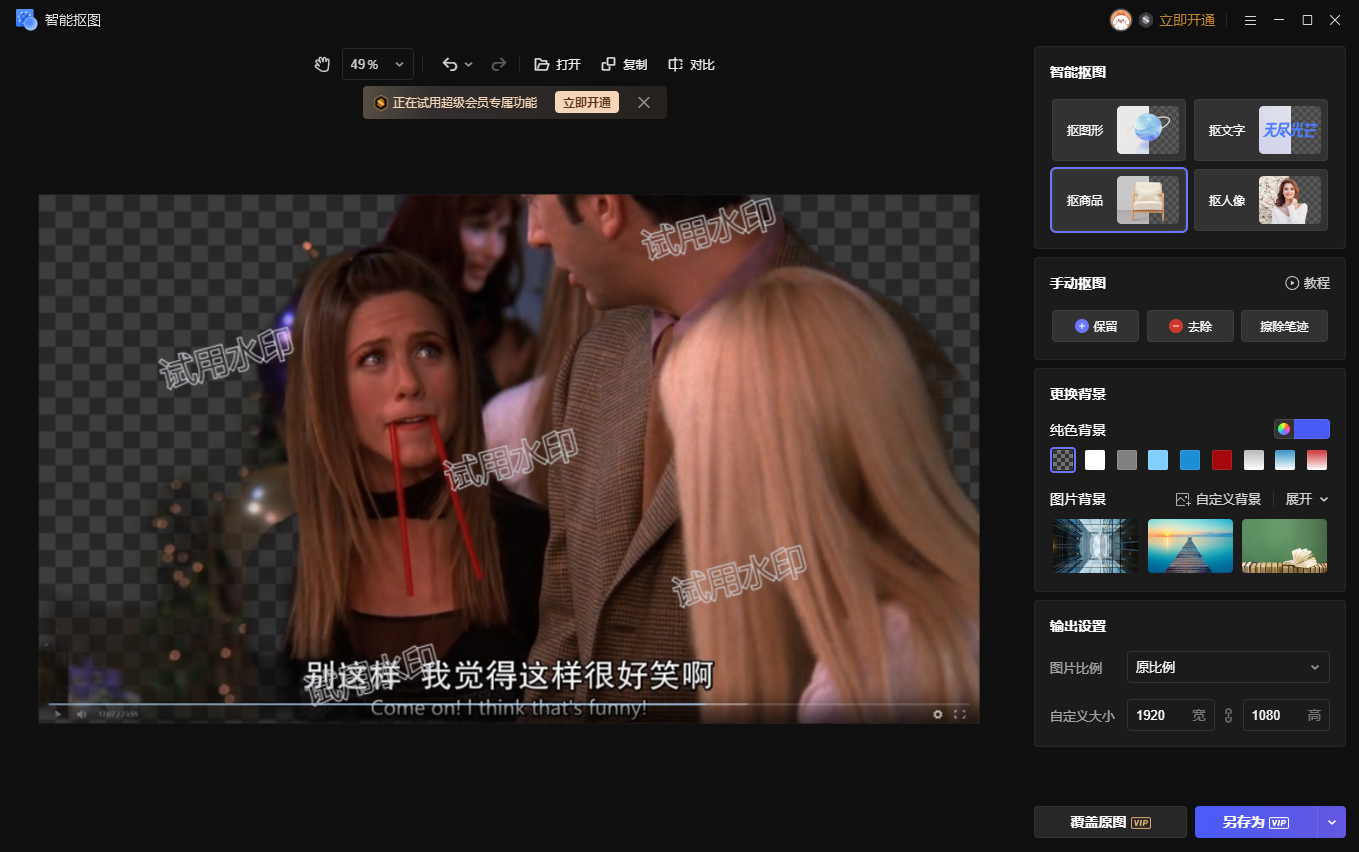 智能抠图
立即开通
49%
打开
复制
对比
正在试用超级会员专属功能
立即开通
智能抠图
抠图形
抠文字
无尽光芒
抠商品
抠人像
手动抠图
教程
保留
去除
擦除笔迹
更换背景
纯色背景
图片背景
自定义背景
展开
试用水印
试用水印
试用水印
试用水印
试用水印
别这样 我觉得这样很好笑啊
Come on! I think that's funny!
输出设置
图片比例
原比例
自定义大小
1920
宽
1080
高
覆盖原图 VIP
另存为 VIP